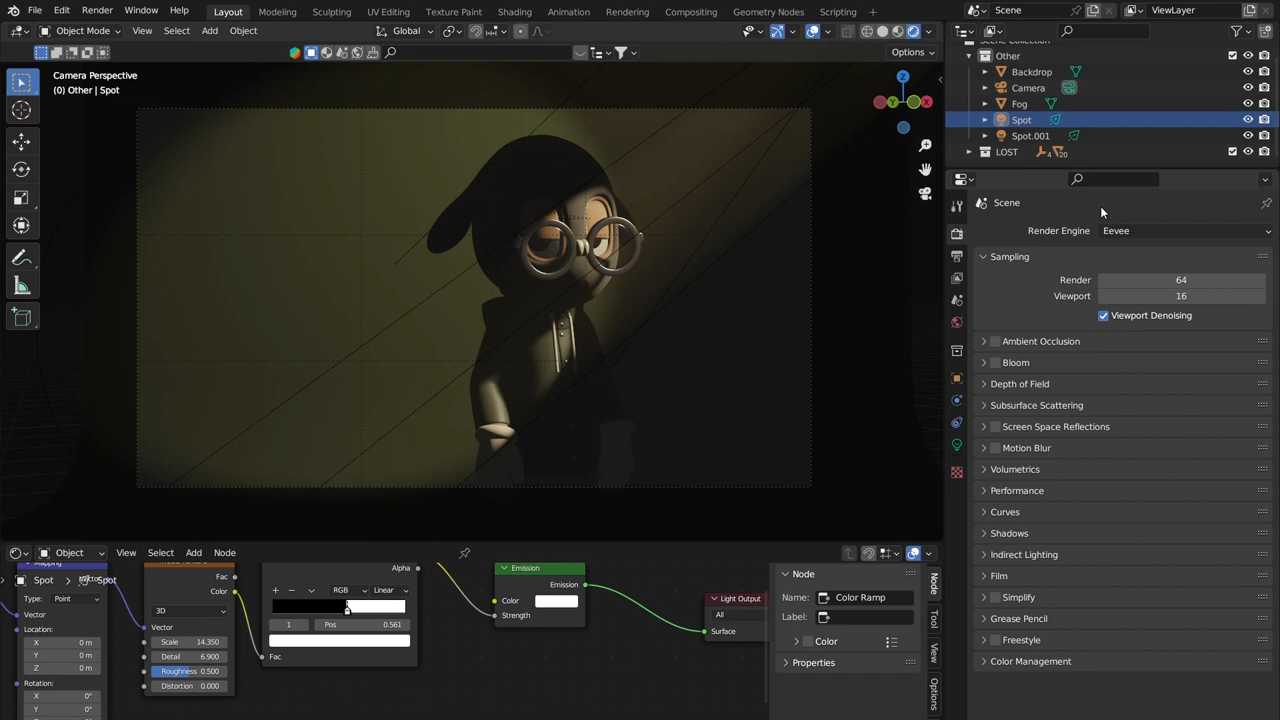 File Edit Render Window Help Layout Modeling Sculpting UV Editing Texture Paint Shading Animation Rendering Compositing Geometry Nodes Scripting + Scene ViewLayer
Object Mode View Select Add Object Global
Options
Camera Perspective
(0) Other | Spot
Z
Y
X
Scene Collection
Other
Backdrop
Camera
Fog
Spot
Spot.001
LOST 4 20
Scene
Render Engine Eevee
Sampling
Render 64
Viewport 16
Viewport Denoising
Ambient Occlusion
Bloom
Depth of Field
Subsurface Scattering
Screen Space Reflections
Motion Blur
Volumetrics
Performance
Curves
Shadows
Indirect Lighting
Film
Simplify
Grease Pencil
Freestyle
Color Management
Object View Select Add Node
Spot > Spot
Mapping
Type: Point
Vector
Location:
X 0 m
Y 0 m
Z 0 m
Rotation:
X 0°
Y 0°
Fac
Color
3D
Vector
Scale 14.350
Detail 6.900
Roughness 0.500
Distortion 0.000
Alpha
+ − RGB Linear
1 Pos 0.561
Fac
Emission
Emission
Color
Strength
Light Output
All
Surface
Node
Name: Color Ramp
Label:
Color
Properties
Node
Tool
View
Options